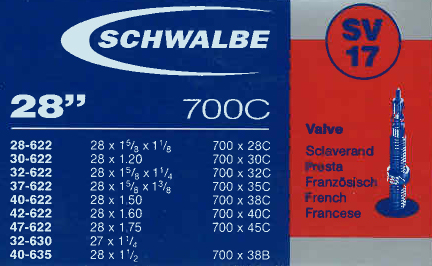 SCHWALBE
SV
17
28" 700C
28-622 28 x 1⁵/₈ x 1¹/₈ 700 x 28C
30-622 28 x 1.20 700 x 30C
32-622 28 x 1⁵/₈ x 1¹/₄ 700 x 32C
37-622 28 x 1⁵/₈ x 1³/₈ 700 x 35C
40-622 28 x 1.50 700 x 38C
42-622 28 x 1.60 700 x 40C
47-622 28 x 1.75 700 x 45C
32-630 27 x 1¹/₄
40-635 28 x 1¹/₂ 700 x 38B
Valve
Sclaverand
Presta
Französisch
French
Francese